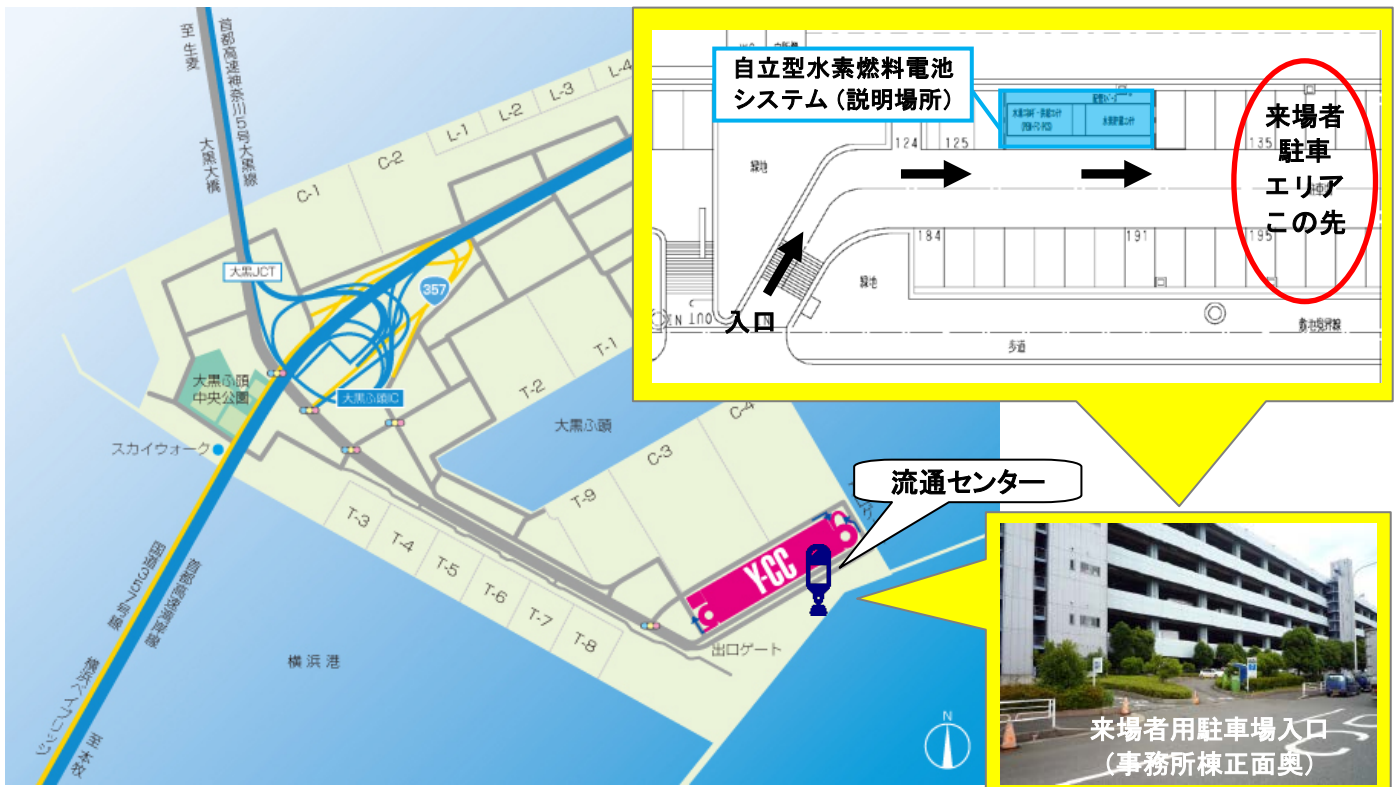 至 生麦
首都高速神奈川5号大黒線
大黒大橋
C-1
C-2
L-1
L-2
L-3
L-4
大黒JCT
357
大黒ふ頭
中央公園
大黒ふ頭IC
スカイウォーク
T-1
T-2
大黒ふ頭
C-4
C-3
T-9
T-3
T-4
T-5
T-6
T-7
T-8
Y-CC
流通センター
出口ゲート
横浜港
国道357号線
首都高速湾岸線
横浜ベイブリッジ
至 本牧
N
自立型水素燃料電池
システム（説明場所）
来場者
駐車
エリア
この先
124
125
135
184
191
195
緑地
緑地
入口
OUT
歩道
敷地境界線
来場者用駐車場入口
（事務所棟正面奥）